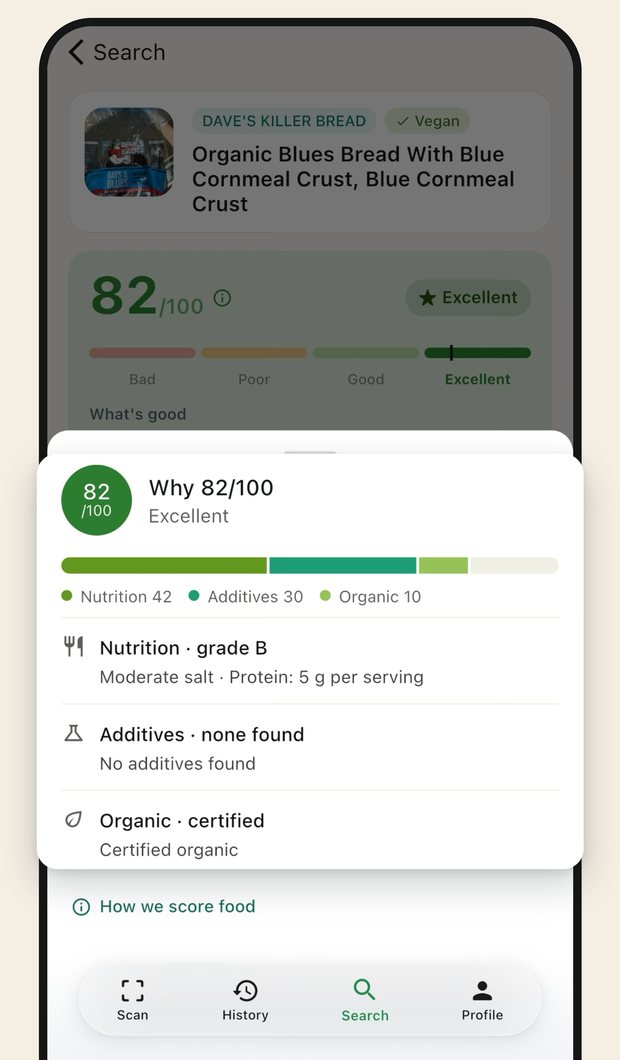 Search
DAVE'S KILLER BREAD
Vegan
Organic Blues Bread With Blue
Cornmeal Crust, Blue Cornmeal
Crust
OATS &
BLUES
82/100
Excellent
Bad
Poor
Good
Excellent
What's good
82
/100
Why 82/100
Excellent
Nutrition 42
Additives 30
Organic 10
Nutrition · grade B
Moderate salt · Protein: 5 g per serving
Additives · none found
No additives found
Organic · certified
Certified organic
How we score food
Scan
History
Search
Profile